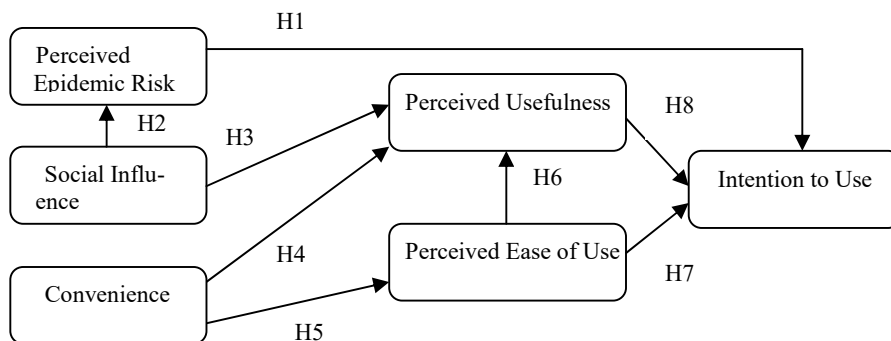 H1
Perceived
Epidemic Risk
Perceived Usefulness
H8
H2
H3
Social Influ-
ence
H6
Intention to Use
H4
Perceived Ease of Use
H7
Convenience
H5